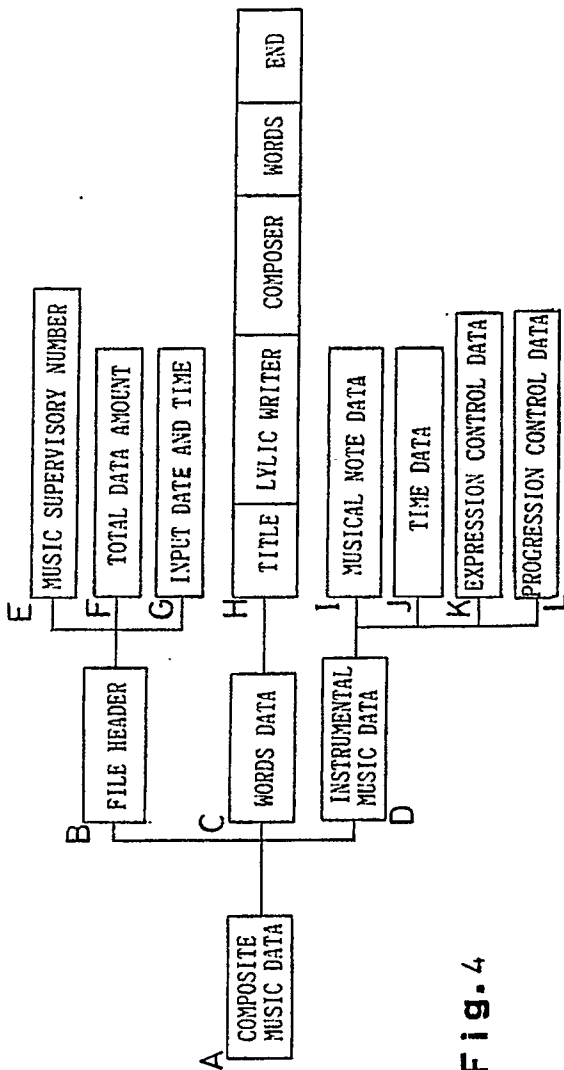 A
COMPOSITE
MUSIC DATA
B
FILE HEADER
C
WORDS DATA
D
INSTRUMENTAL
MUSIC DATA
E
MUSIC SUPERVISORY NUMBER
F
TOTAL DATA AMOUNT
G
INPUT DATE AND TIME
H
TITLE LYLIC WRITER COMPOSER WORDS END
I
MUSICAL NOTE DATA
J
TIME DATA
K
EXPRESSION CONTROL DATA
L
PROGRESSION CONTROL DATA
Fig. 4